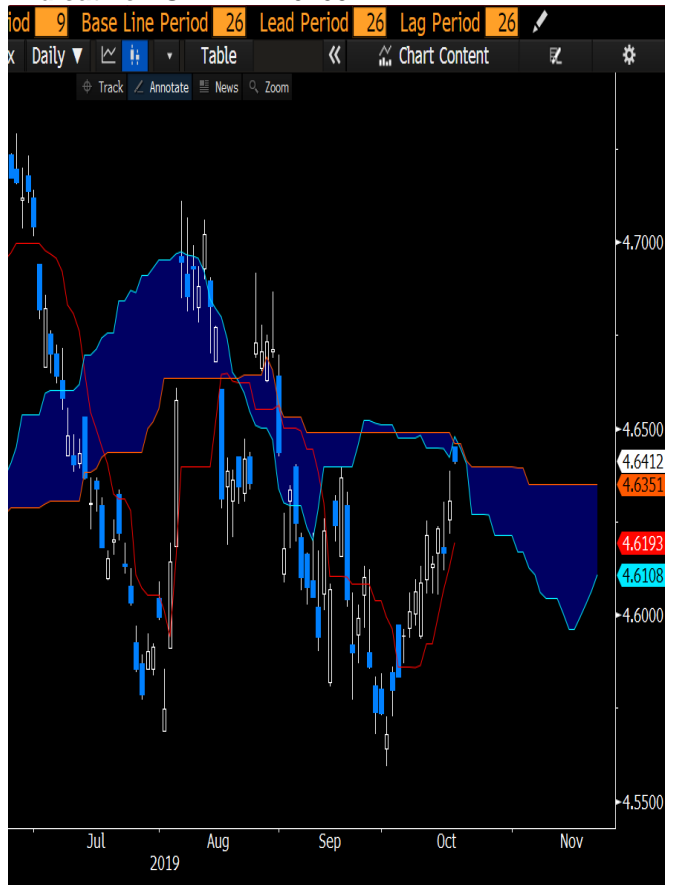 iod 9 Base Line Period 26 Lead Period 26 Lag Period 26
x Daily ▼ Table « Chart Content
Track Annotate News Zoom
4.7000
4.6500
4.6412
4.6351
4.6193
4.6108
4.6000
4.5500
Jul Aug Sep Oct Nov
2019